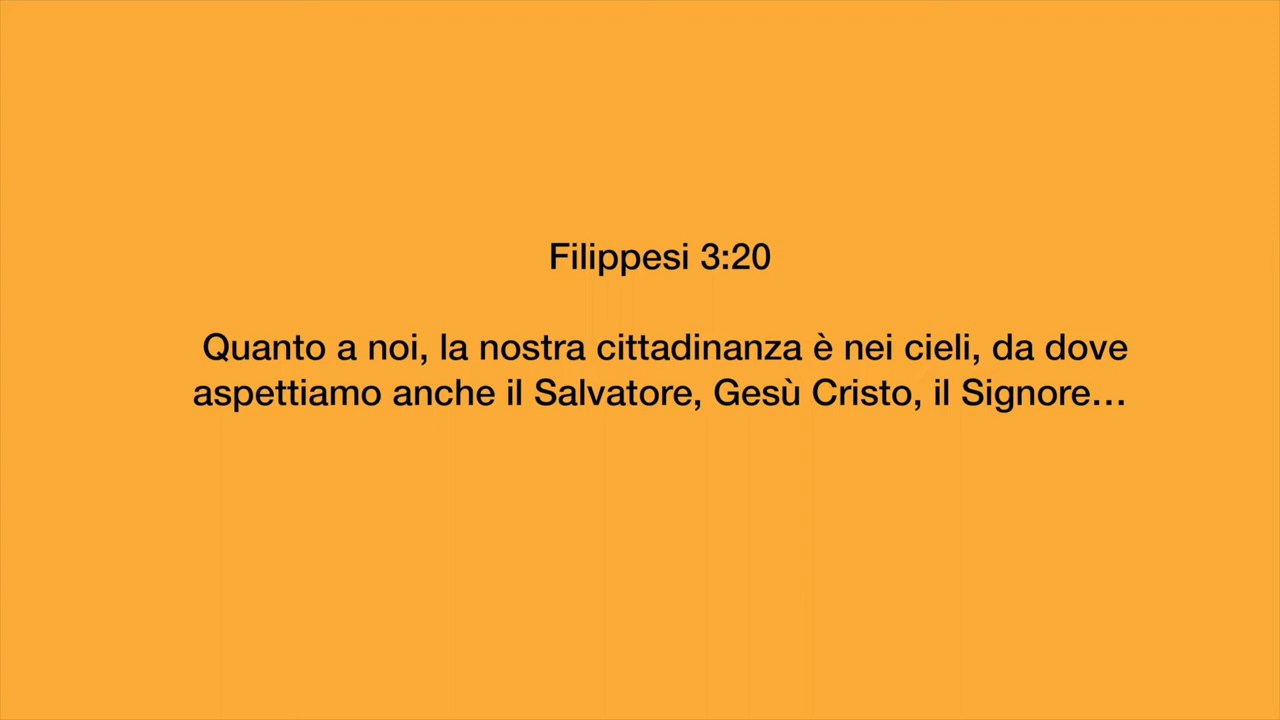 Filippesi 3:20
Quanto a noi, la nostra cittadinanza è nei cieli, da dove
aspettiamo anche il Salvatore, Gesù Cristo, il Signore…